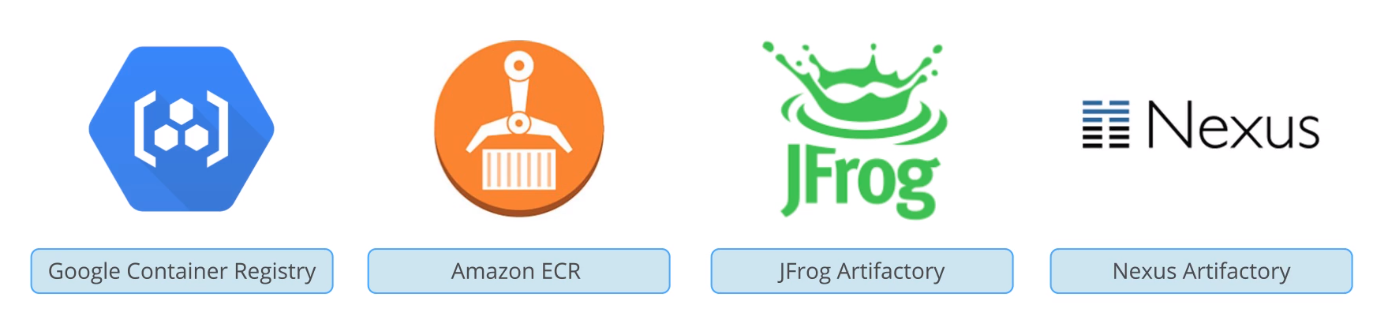 JFrog
Nexus
Google Container Registry
Amazon ECR
JFrog Artifactory
Nexus Artifactory